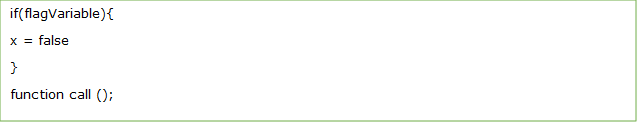 if(flagVariable){
x = false
}
function call ();